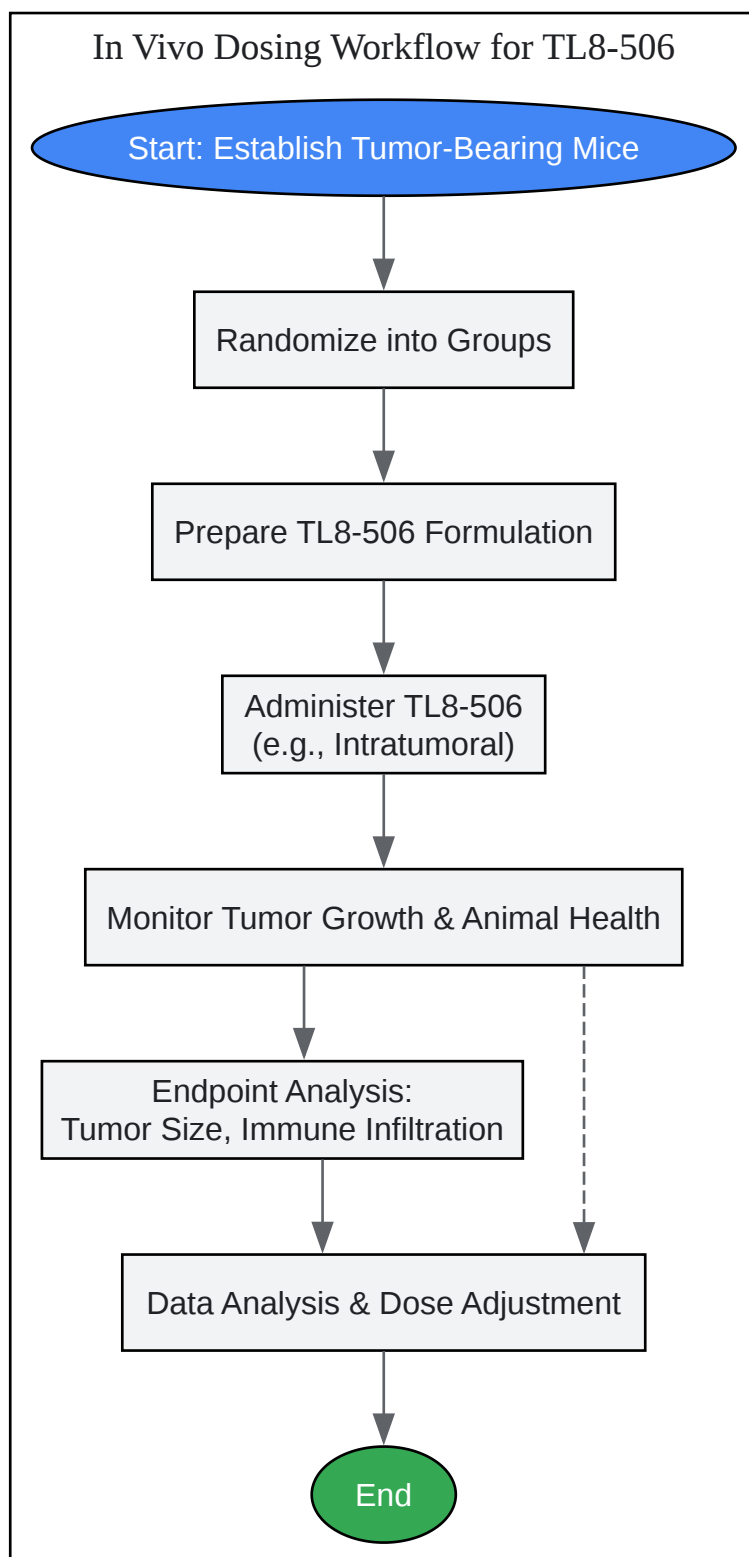 In Vivo Dosing Workflow for TL8-506
Start: Establish Tumor-Bearing Mice
Randomize into Groups
Prepare TL8-506 Formulation
Administer TL8-506
(e.g., Intratumoral)
Monitor Tumor Growth & Animal Health
Endpoint Analysis:
Tumor Size, Immune Infiltration
Data Analysis & Dose Adjustment
End